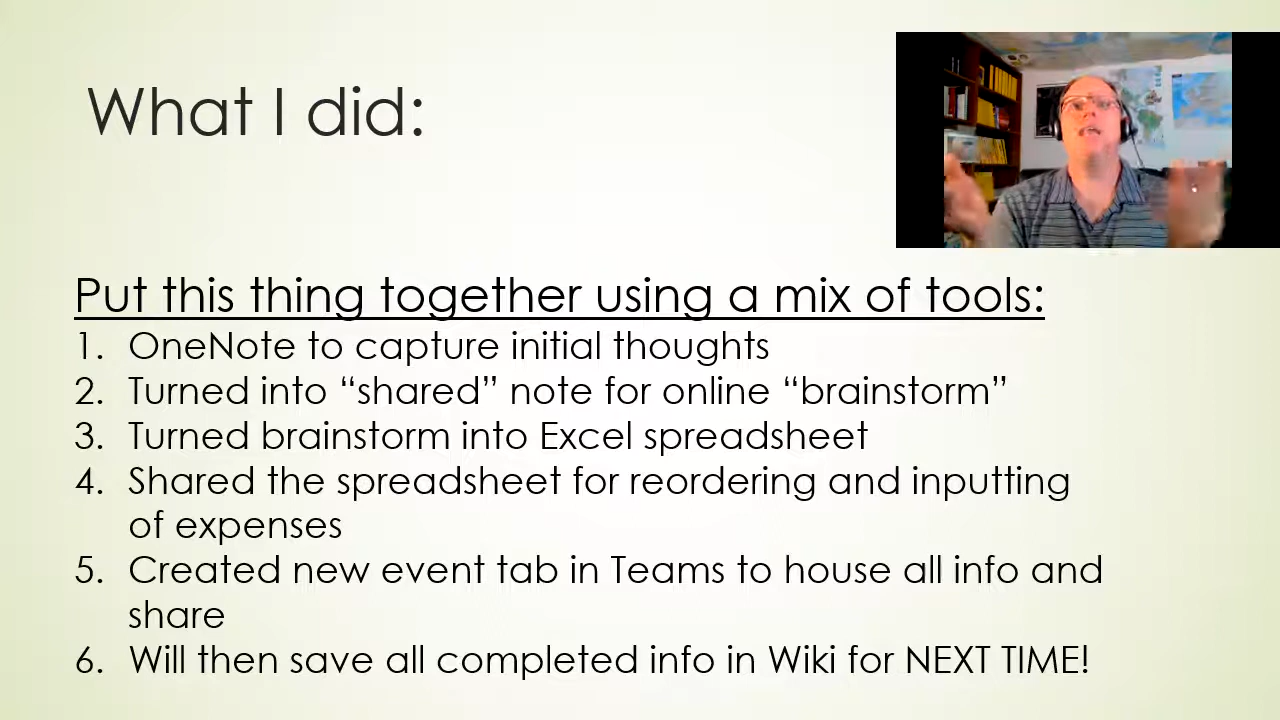 What I did:
Put this thing together using a mix of tools:
1. OneNote to capture initial thoughts
2. Turned into “shared” note for online “brainstorm”
3. Turned brainstorm into Excel spreadsheet
4. Shared the spreadsheet for reordering and inputting
of expenses
5. Created new event tab in Teams to house all info and
share
6. Will then save all completed info in Wiki for NEXT TIME!